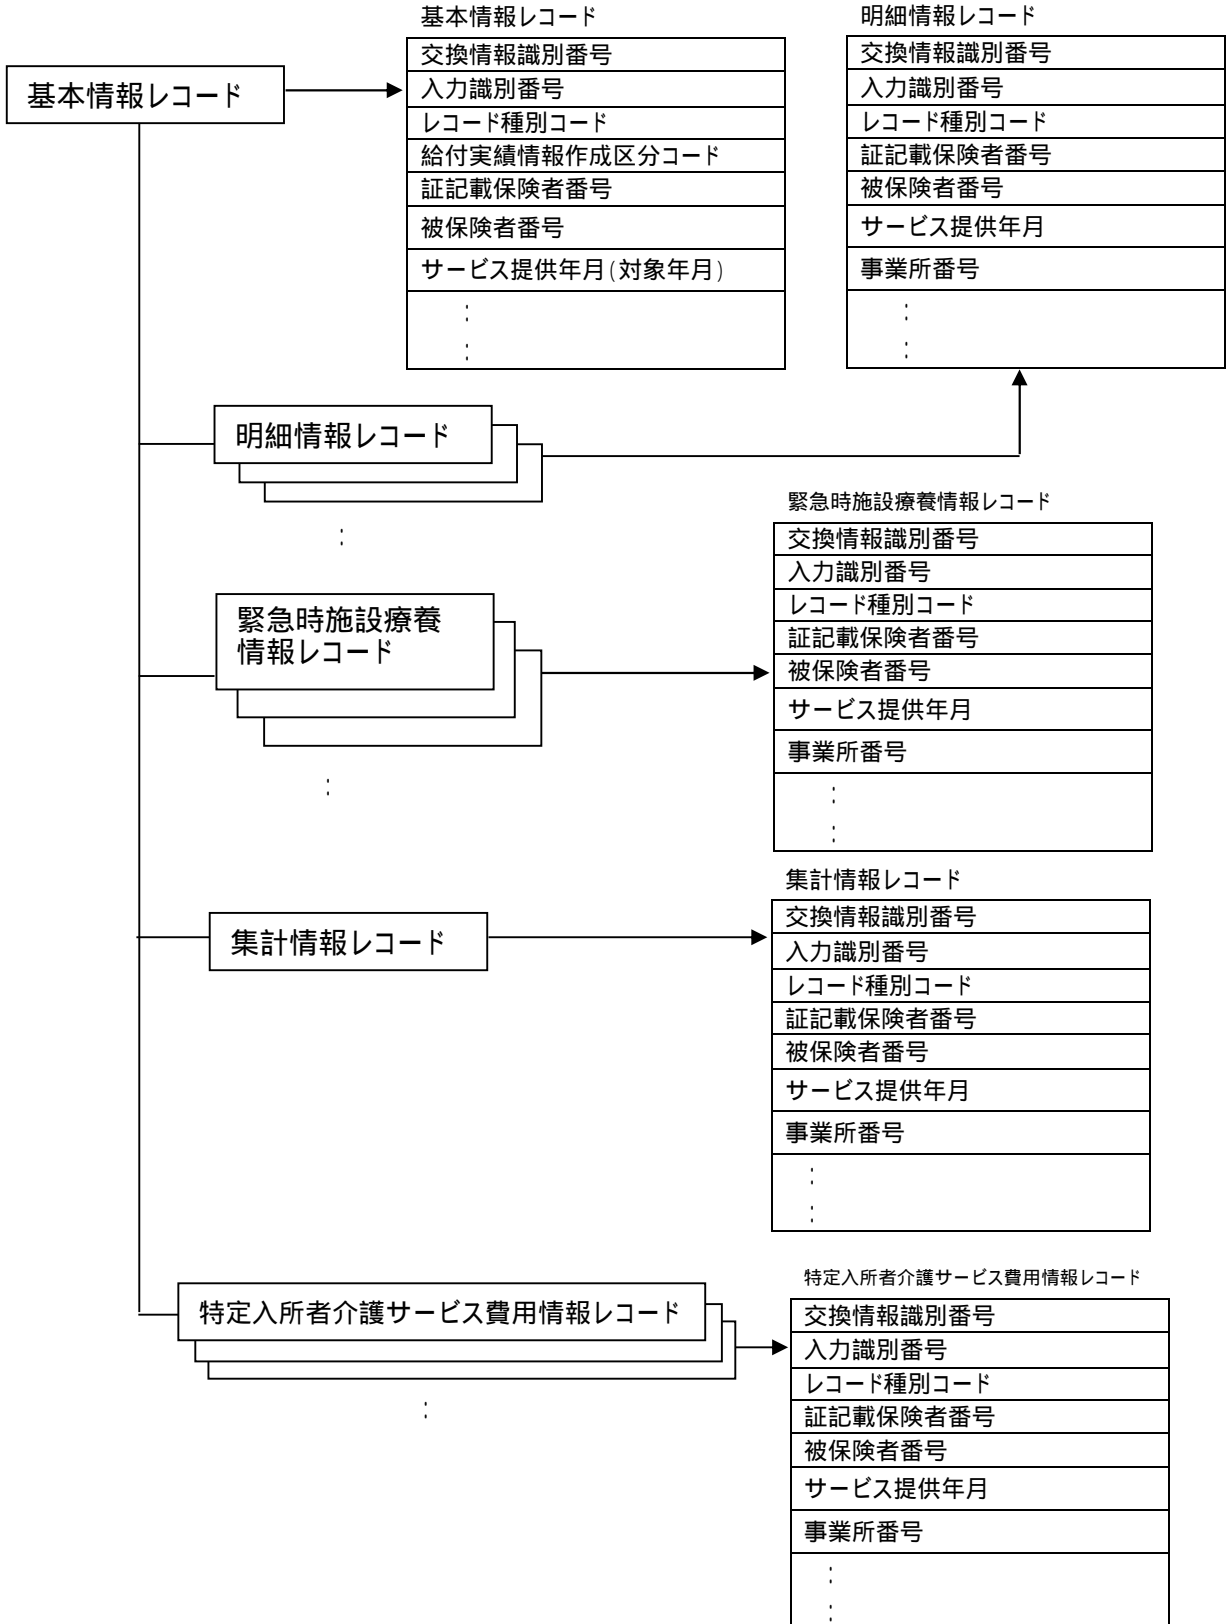 基本情報レコード
基本情報レコード
交換情報識別番号
入力識別番号
レコード種別コード
給付実績情報作成区分コード
証記載保険者番号
被保険者番号
サービス提供年月(対象年月)
:
:
明細情報レコード
交換情報識別番号
入力識別番号
レコード種別コード
証記載保険者番号
被保険者番号
サービス提供年月
事業所番号
:
:
明細情報レコード
:
緊急時施設療養情報レコード
交換情報識別番号
入力識別番号
レコード種別コード
証記載保険者番号
被保険者番号
サービス提供年月
事業所番号
:
:
緊急時施設療養
情報レコード
:
集計情報レコード
交換情報識別番号
入力識別番号
レコード種別コード
証記載保険者番号
被保険者番号
サービス提供年月
事業所番号
:
:
集計情報レコード
特定入所者介護サービス費用情報レコード
:
特定入所者介護サービス費用情報レコード
交換情報識別番号
入力識別番号
レコード種別コード
証記載保険者番号
被保険者番号
サービス提供年月
事業所番号
:
: